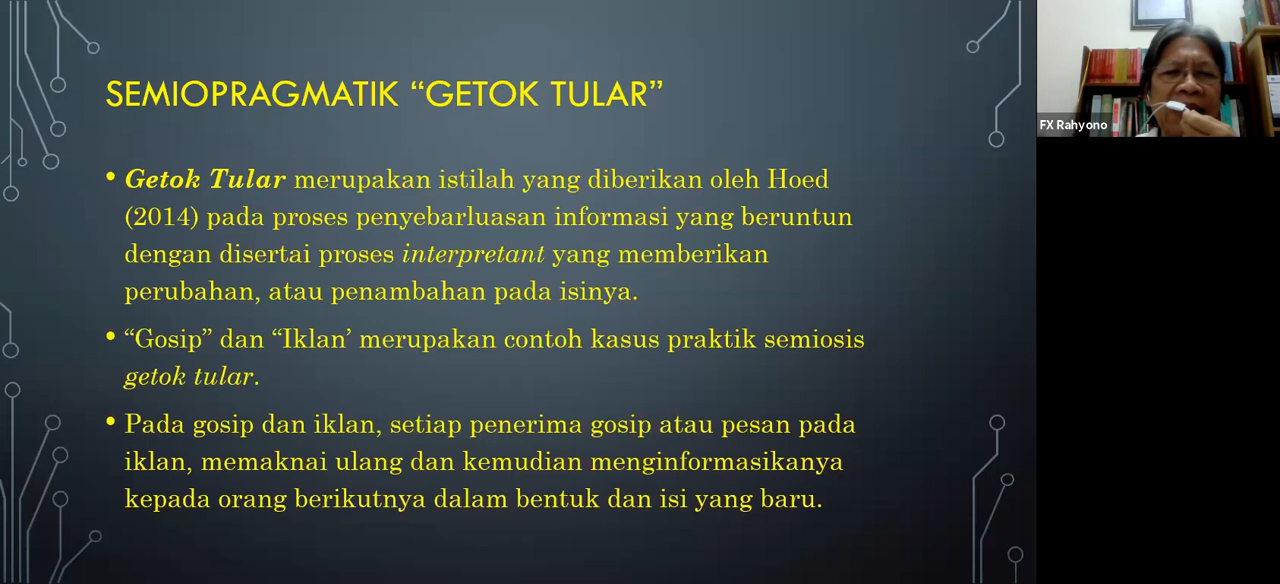 SEMIOPRAGMATIK “GETOK TULAR”
• Getok Tular merupakan istilah yang diberikan oleh Hoed
(2014) pada proses penyebarluasan informasi yang beruntun
dengan disertai proses interpretant yang memberikan
perubahan, atau penambahan pada isinya.
• “Gosip” dan “Iklan’ merupakan contoh kasus praktik semiosis
getok tular.
• Pada gosip dan iklan, setiap penerima gosip atau pesan pada
iklan, memaknai ulang dan kemudian menginformasikanya
kepada orang berikutnya dalam bentuk dan isi yang baru.
FX Rahyono